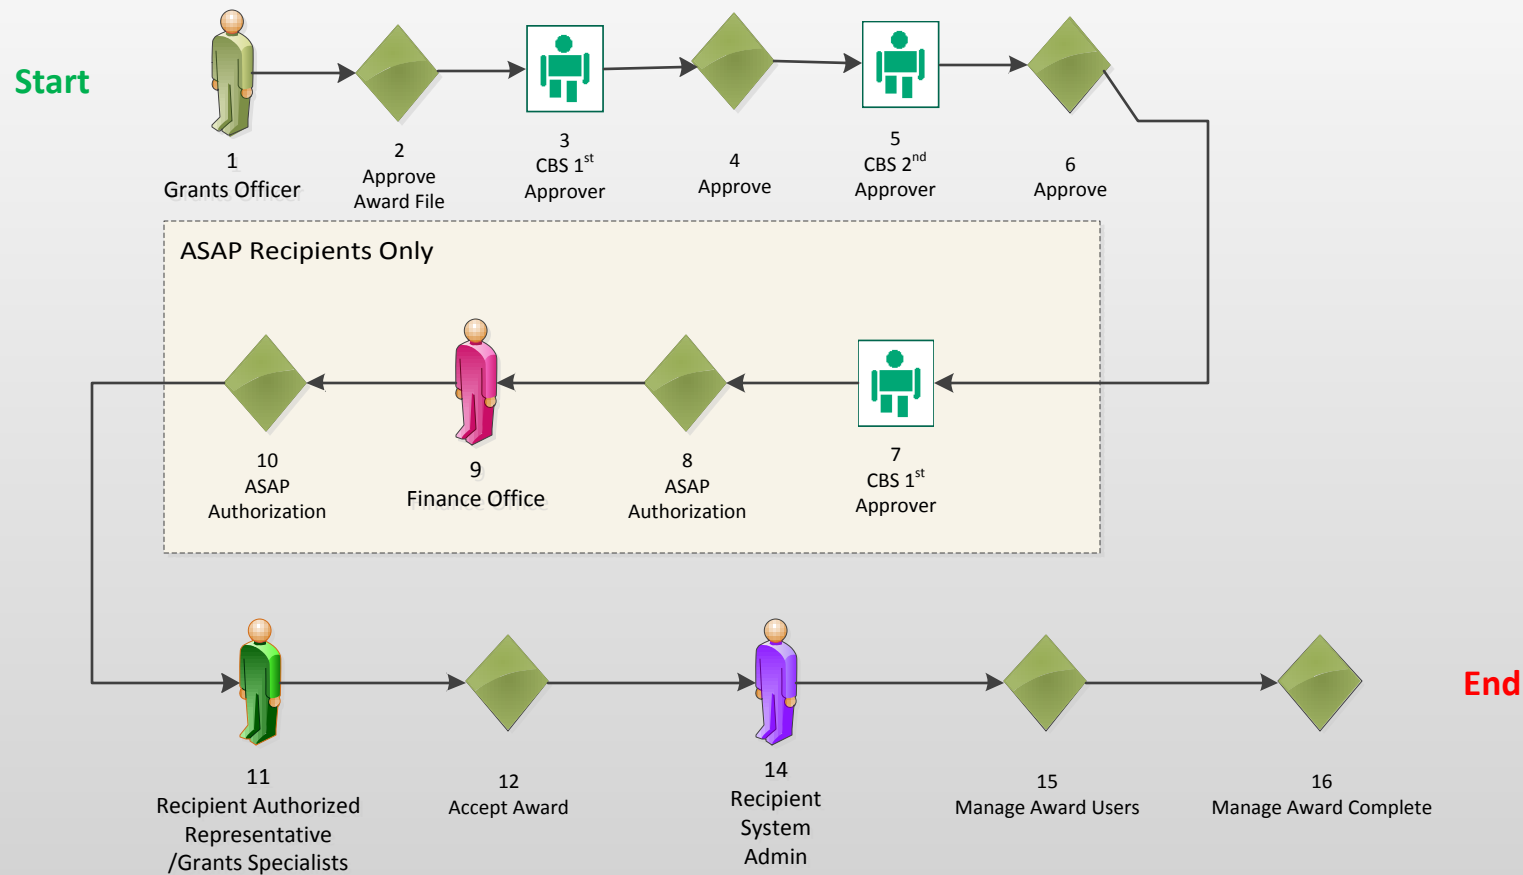 Start
1
Grants Officer
2
Approve
Award File
3
CBS 1st
Approver
4
Approve
5
CBS 2nd
Approver
6
Approve
ASAP Recipients Only
10
ASAP
Authorization
9
Finance Office
8
ASAP
Authorization
7
CBS 1st
Approver
11
Recipient Authorized
Representative
/Grants Specialists
12
Accept Award
14
Recipient
System
Admin
15
Manage Award Users
16
Manage Award Complete
End